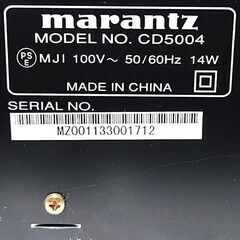 marantz
MODEL NO. CD5004
PS E MJI 100V~ 50/60Hz 14W
MADE IN CHINA
SERIAL NO.
MZ001133001712